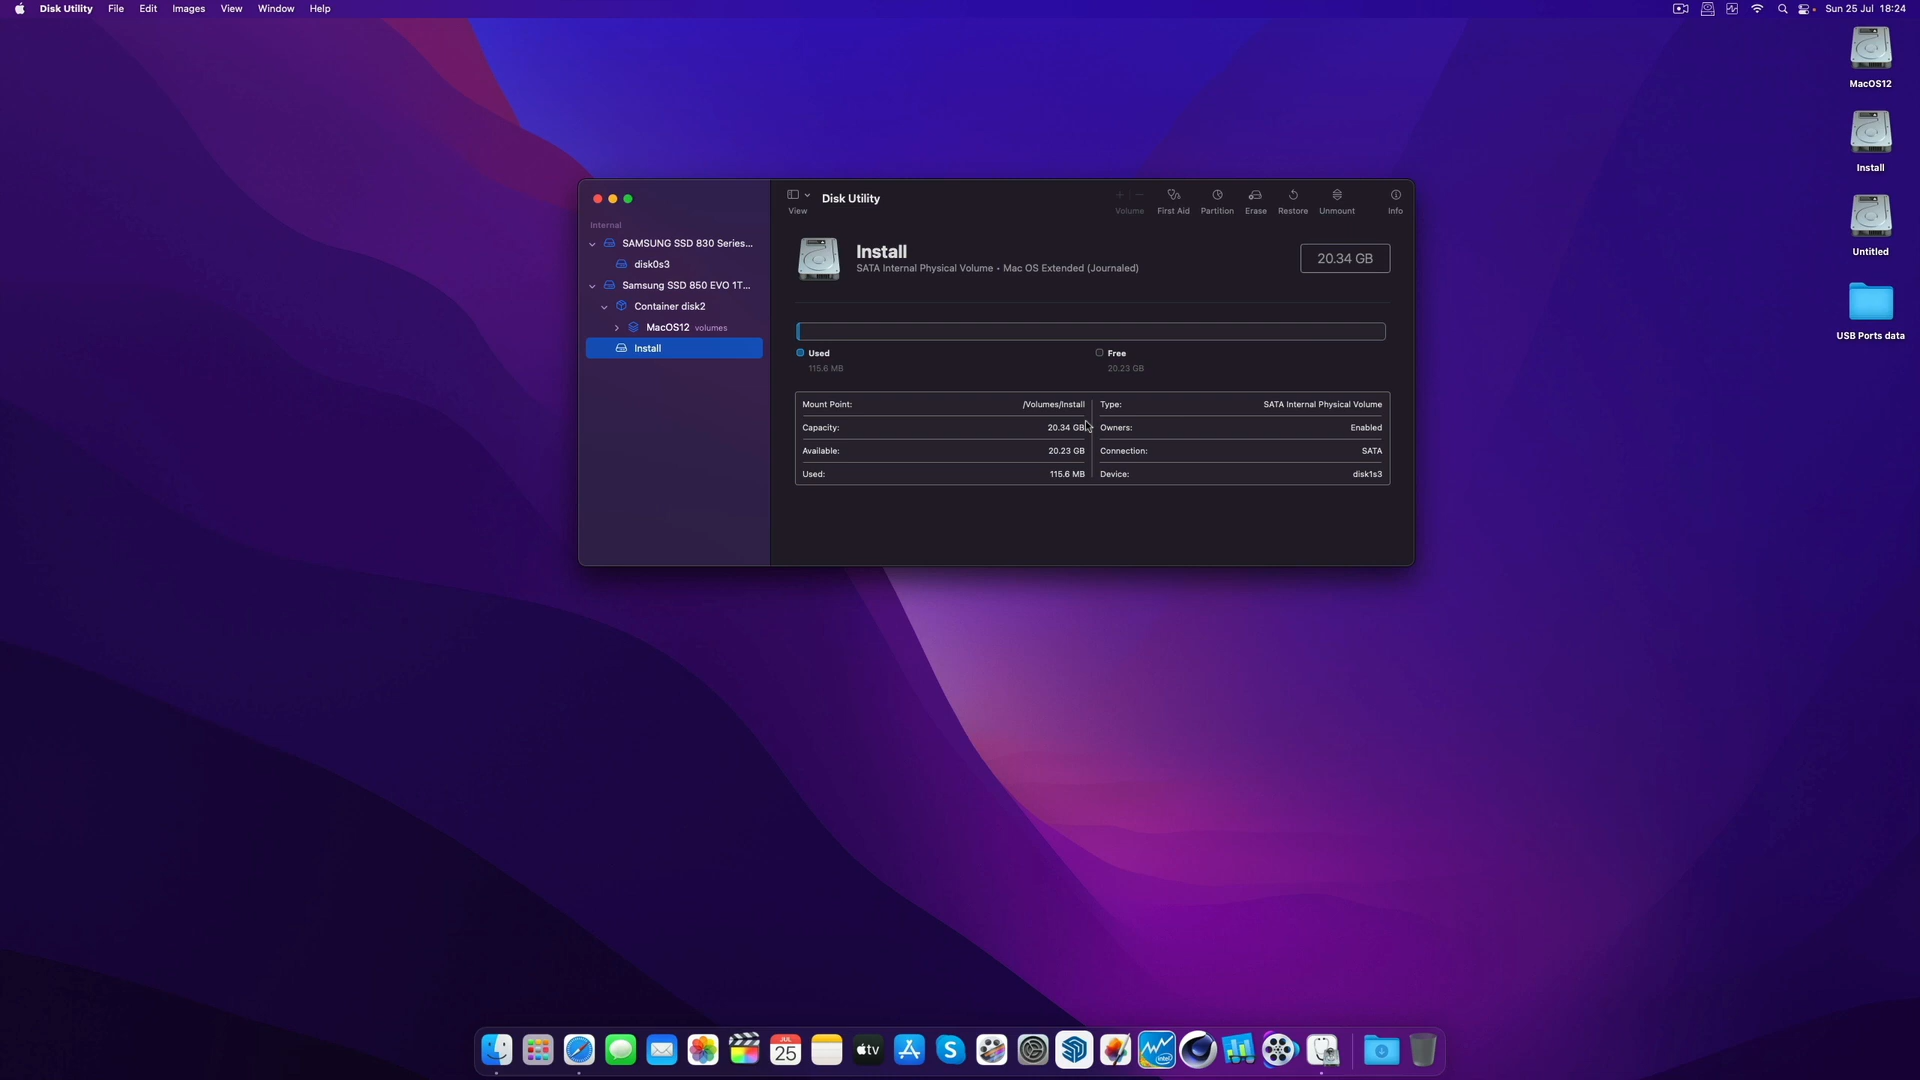 Disk Utility File Edit Images View Window Help
Sun 25 Jul 18:24
MacOS12
Install
Untitled
USB Ports data
Internal
SAMSUNG SSD 830 Series...
disk0s3
Samsung SSD 850 EVO 1T...
Container disk2
MacOS12 volumes
Install
View
Disk Utility
Volume First Aid Partition Erase Restore Unmount Info
Install
SATA Internal Physical Volume • Mac OS Extended (Journaled)
20.34 GB
Used
115.6 MB
Free
20.23 GB
Mount Point: /Volumes/Install
Capacity: 20.34 GB
Available: 20.23 GB
Used: 115.6 MB
Type: SATA Internal Physical Volume
Owners: Enabled
Connection: SATA
Device: disk1s3
JUL
25
tv
intel